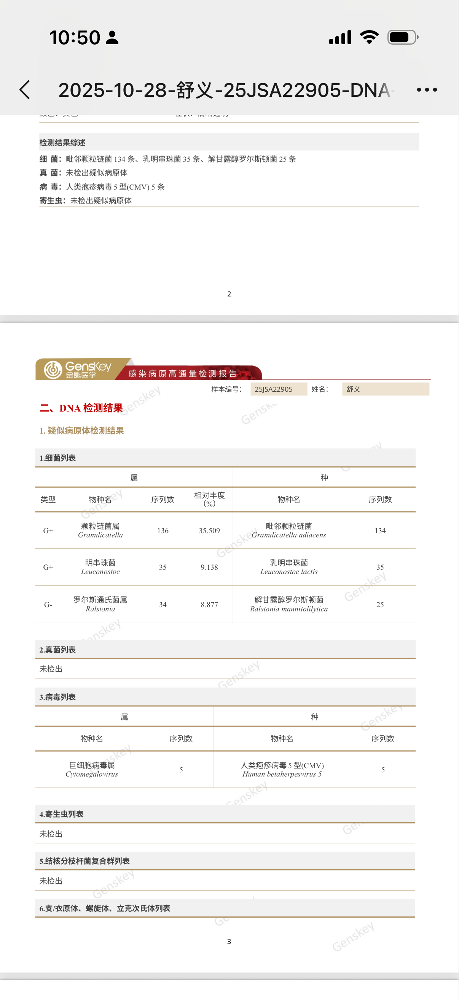 10:50
2025-10-28-舒义-25JSA22905-DNA-
颜色：黄色 性状：清晰透明
检测结果综述
细 菌：毗邻颗粒链菌 134 条、乳明串珠菌 35 条、解甘露醇罗尔斯顿菌 25 条
真 菌：未检出疑似病原体
病 毒：人类疱疹病毒 5 型(CMV) 5 条
寄生虫：未检出疑似病原体
2
GensKey
金匙医学
感染病原高通量检测报告
样本编号： 25JSA22905 姓名： 舒义
二、DNA 检测结果
1. 疑似病原体检测结果
1.细菌列表
属 种
类型 物种名 序列数 相对丰度（%） 物种名 序列数
G+ 颗粒链菌属 136 35.509 毗邻颗粒链菌 134
Granulicatella Granulicatella adiacens
G+ 明串珠菌 35 9.138 乳明串珠菌 35
Leuconostoc Leuconostoc lactis
G- 罗尔斯通氏菌属 34 8.877 解甘露醇罗尔斯顿菌 25
Ralstonia Ralstonia mannitolilytica
2.真菌列表
未检出
3.病毒列表
属 种
物种名 序列数 物种名 序列数
巨细胞病毒属 5 人类疱疹病毒 5 型(CMV) 5
Cytomegalovirus Human betaherpesvirus 5
4.寄生虫列表
未检出
5.结核分枝杆菌复合群列表
未检出
6.支/衣原体、螺旋体、立克次氏体列表
3
Genskey